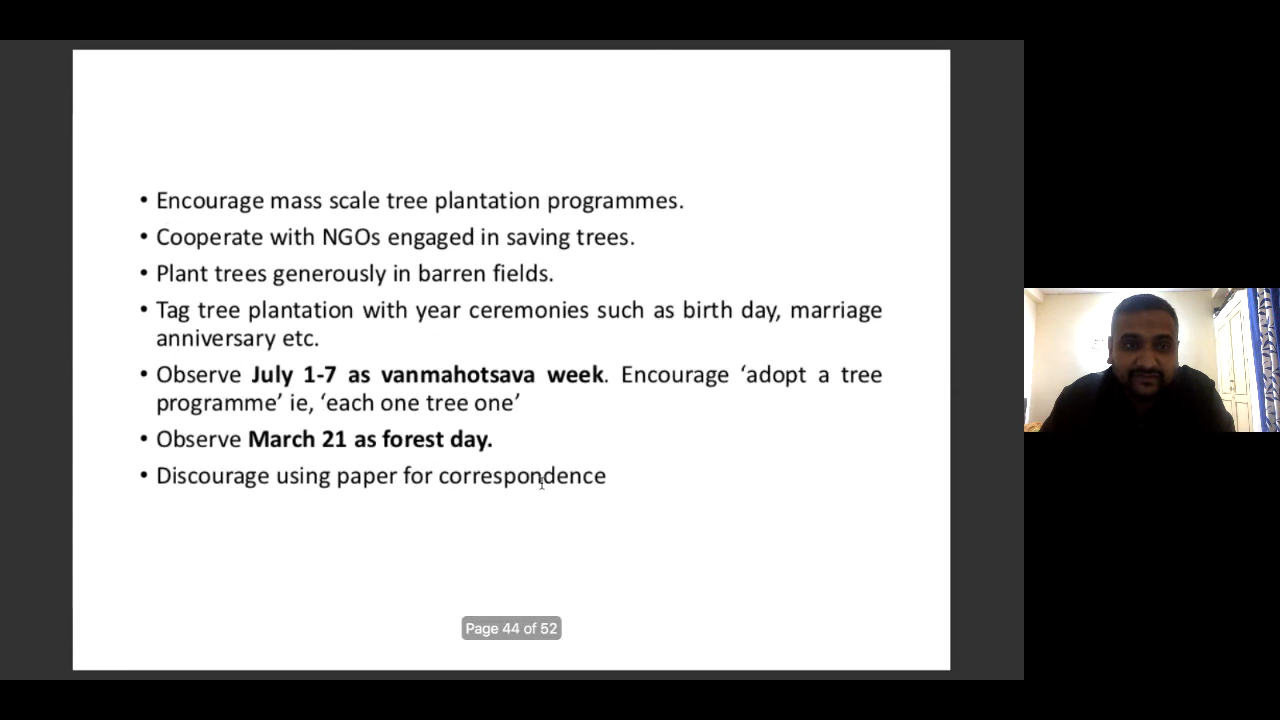 • Encourage mass scale tree plantation programmes.
• Cooperate with NGOs engaged in saving trees.
• Plant trees generously in barren fields.
• Tag tree plantation with year ceremonies such as birth day, marriage
anniversary etc.
• Observe July 1-7 as vanmahotsava week. Encourage ‘adopt a tree
programme’ ie, ‘each one tree one’
• Observe March 21 as forest day.
• Discourage using paper for correspondence
Page 44 of 52